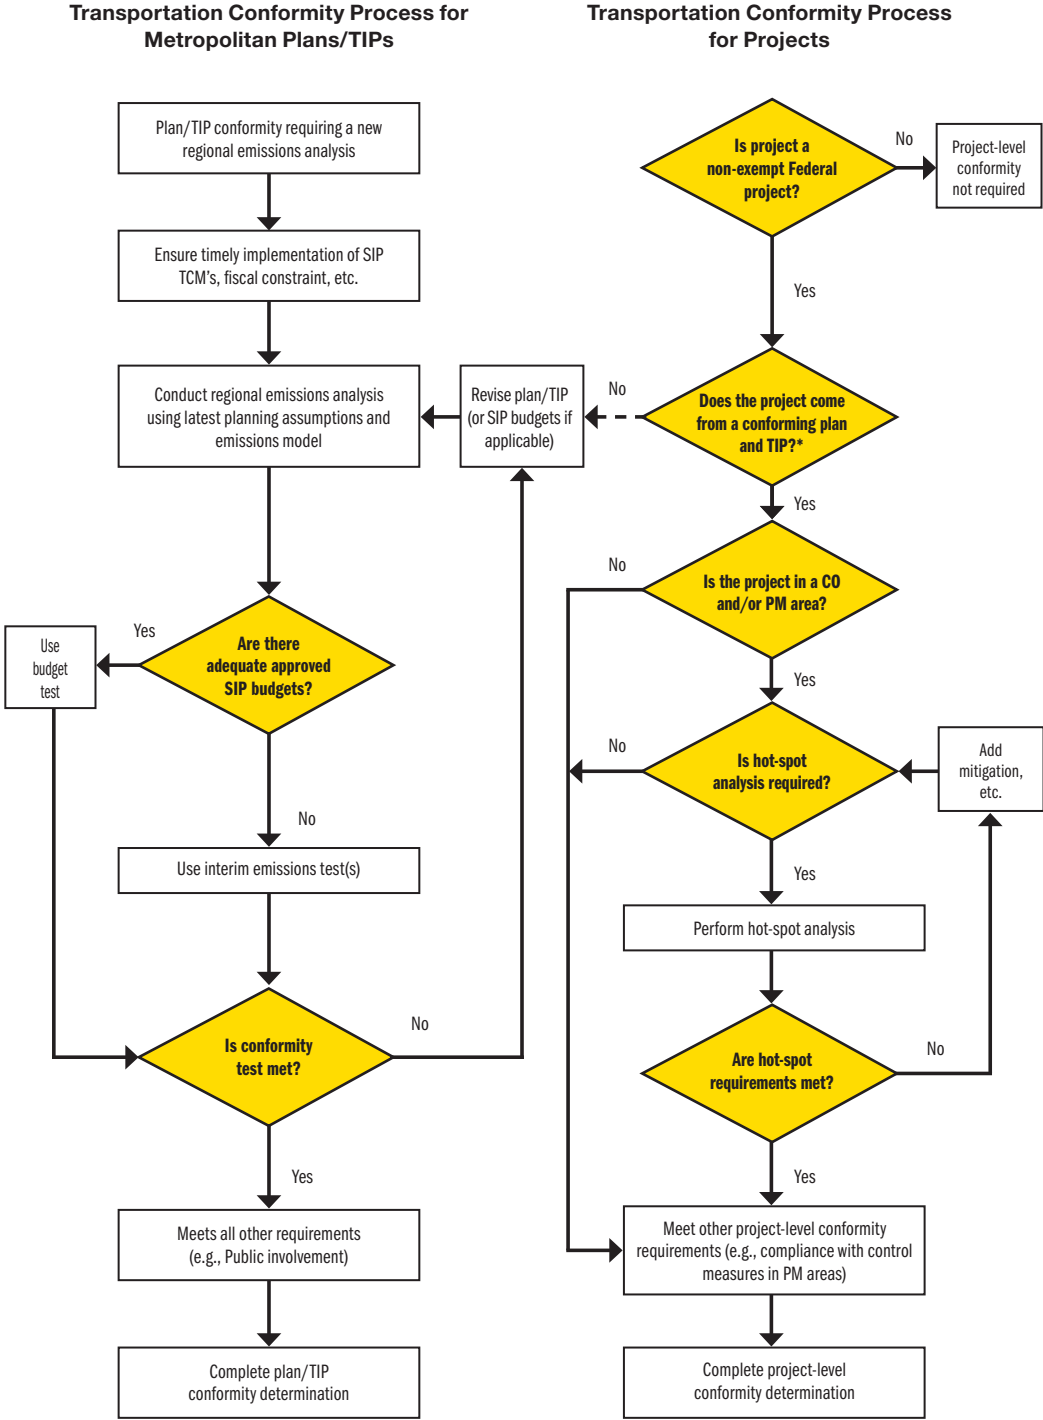 Transportation Conformity Process for
Metropolitan Plans/TIPs
Plan/TIP conformity requiring a new
regional emissions analysis
Ensure timely implementation of SIP
TCM's, fiscal constraint, etc.
Conduct regional emissions analysis
using latest planning assumptions and
emissions model
Revise plan/TIP
(or SIP budgets if
applicable)
Are there
adequate approved
SIP budgets?
Yes
Use
budget
test
No
Use interim emissions test(s)
Is conformity
test met?
No
Yes
Meets all other requirements
(e.g., Public involvement)
Complete plan/TIP
conformity determination
Transportation Conformity Process
for Projects
Is project a
non-exempt Federal
project?
No
Project-level
conformity
not required
Yes
Does the project come
from a conforming plan
and TIP?*
No
Yes
Is the project in a CO
and/or PM area?
No
Yes
Is hot-spot
analysis required?
No
Add
mitigation,
etc.
Yes
Perform hot-spot analysis
Are hot-spot
requirements met?
No
Yes
Meet other project-level conformity
requirements (e.g., compliance with control
measures in PM areas)
Complete project-level
conformity determination